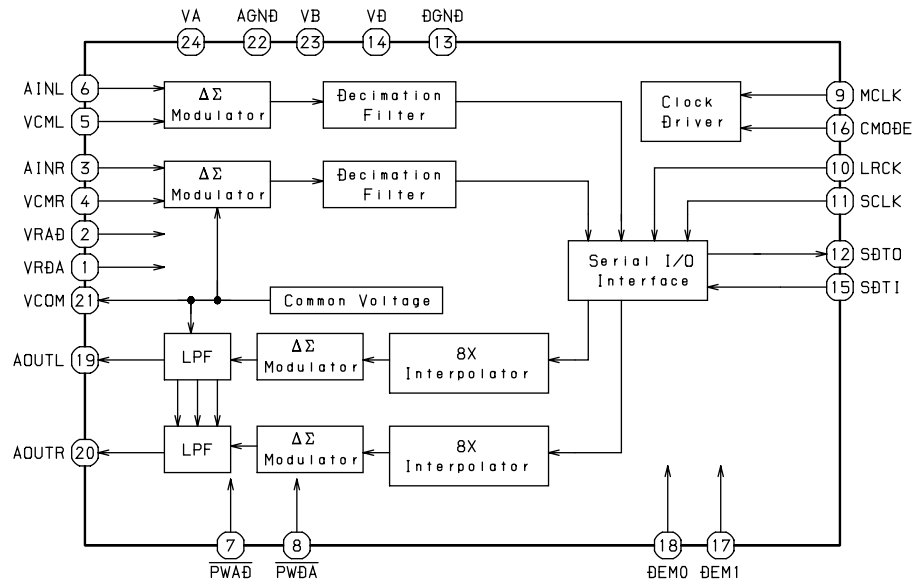 VA AGND VB VD DGND
24 22 23 14 13
AINL 6
VCML 5
ΔΣ Modulator
Decimation Filter
Clock Driver
9 MCLK
16 CMODE
AINR 3
VCMR 4
ΔΣ Modulator
Decimation Filter
10 LRCK
11 SCLK
VRAD 2
VRDA 1
VCOM 21
Common Voltage
Serial I/O Interface
12 SDTO
15 SDTI
AOUTL 19
LPF
ΔΣ Modulator
8X Interpolator
AOUTR 20
LPF
ΔΣ Modulator
8X Interpolator
7 8 18 17
PWAD PWDA DEM0 DEM1